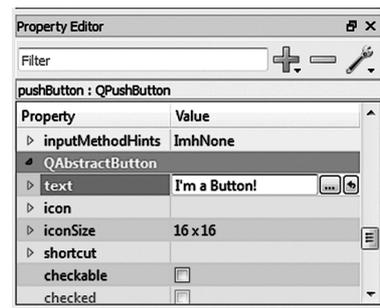 Property Editor
Filter
pushButton : QPushButton
Property Value
inputMethodHints ImhNone
QAbstractButton
text I'm a Button! ...
icon
iconSize 16 x 16
shortcut
checkable
checked